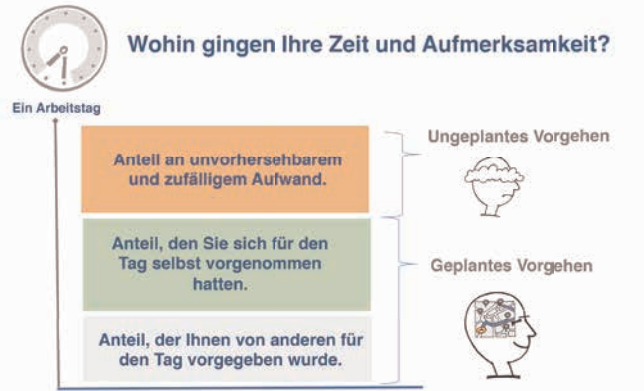 Wohin gingen Ihre Zeit und Aufmerksamkeit?
Ein Arbeitstag
Anteil an unvorhersehbarem
und zufälligem Aufwand.
Ungeplantes Vorgehen
Anteil, den Sie sich für den
Tag selbst vorgenommen
hatten.
Geplantes Vorgehen
Anteil, der Ihnen von anderen für
den Tag vorgegeben wurde.